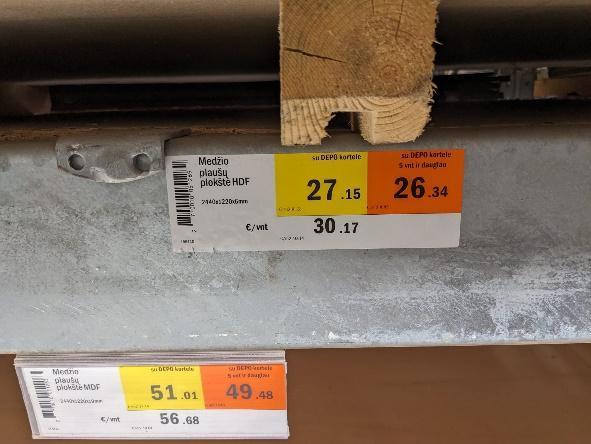 Medžio
plaušų
plokštė HDF
2440x1220x6mm
su DEPO kortele
27.15
su DEPO kortele
5 vnt ir daugiau
26.34
€/vnt
30.17
Medžio
plaušų
plokštė MDF
su DEPO kortele
51.01
su DEPO kortele
5 vnt ir daugiau
49.48
€/vnt
56.68